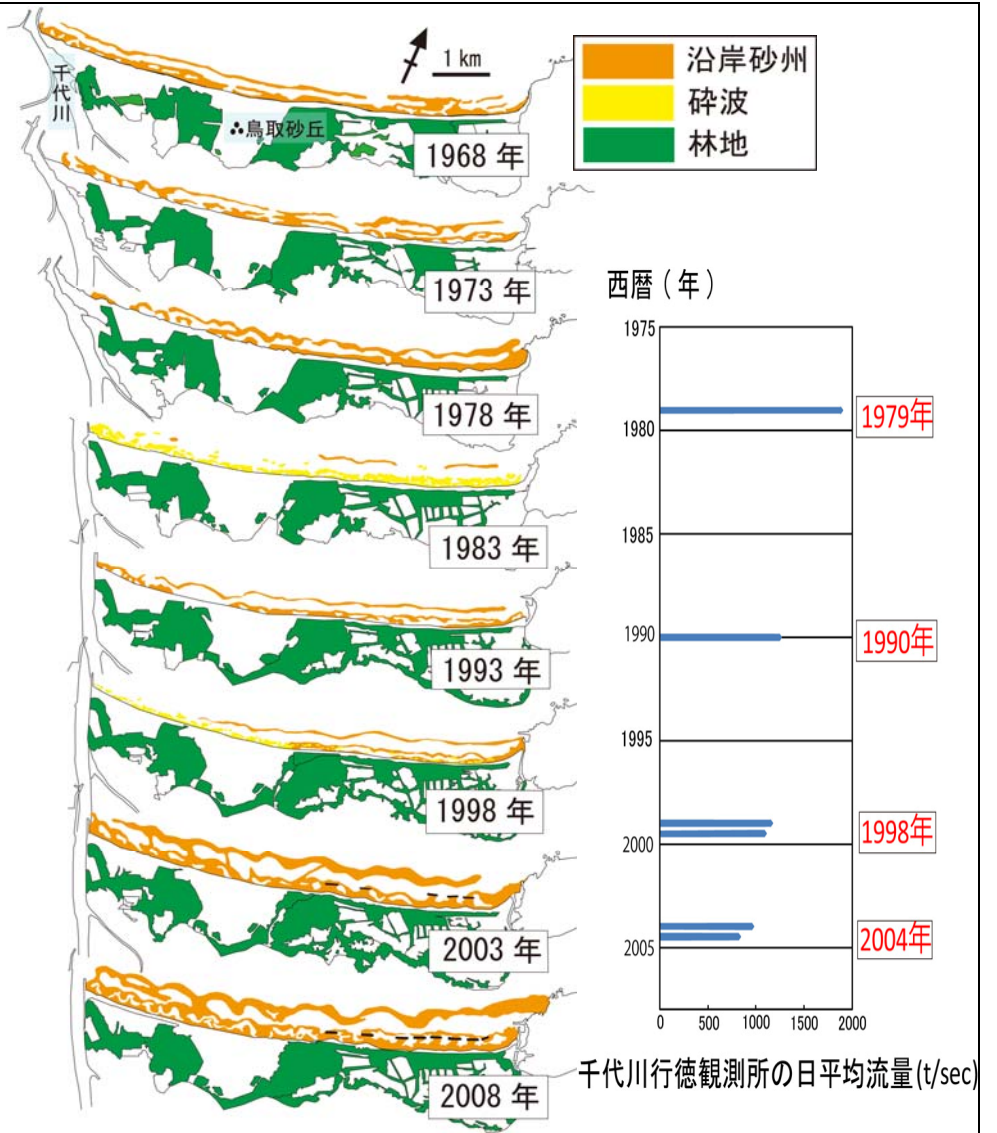 千代川
1 km
鳥取砂丘
沿岸砂州
砕波
林地
1968 年
1973 年
1978 年
1983 年
1993 年
1998 年
2003 年
2008 年
西暦（年）
1975
1980
1985
1990
1995
2000
2005
1979年
1990年
1998年
2004年
0 500 1000 1500 2000
千代川行徳観測所の日平均流量(t/sec)